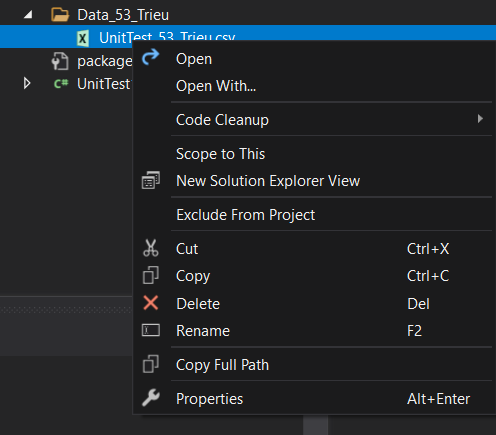 Data_53_Trieu
UnitTest_53_Trieu.csv
package
UnitTest
Open
Open With...
Code Cleanup
Scope to This
New Solution Explorer View
Exclude From Project
Cut Ctrl+X
Copy Ctrl+C
Delete Del
Rename F2
Copy Full Path
Properties Alt+Enter